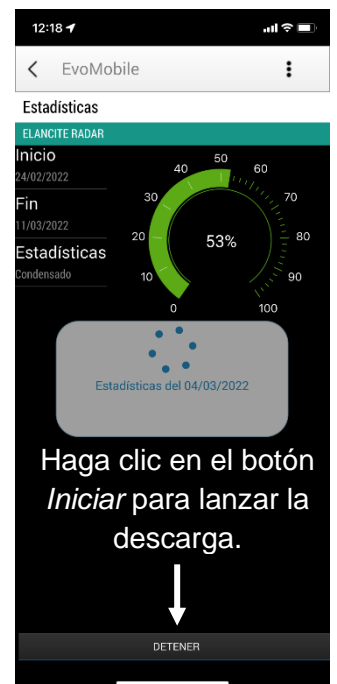 12:18
EvoMobile
Estadísticas
ELANCITE RADAR
Inicio
24/02/2022
Fin
11/03/2022
Estadísticas
Condensado
0
10
20
30
40
50
60
70
80
90
100
53%
Estadísticas del 04/03/2022
Haga clic en el botón
Iniciar para lanzar la
descarga.
DETENER